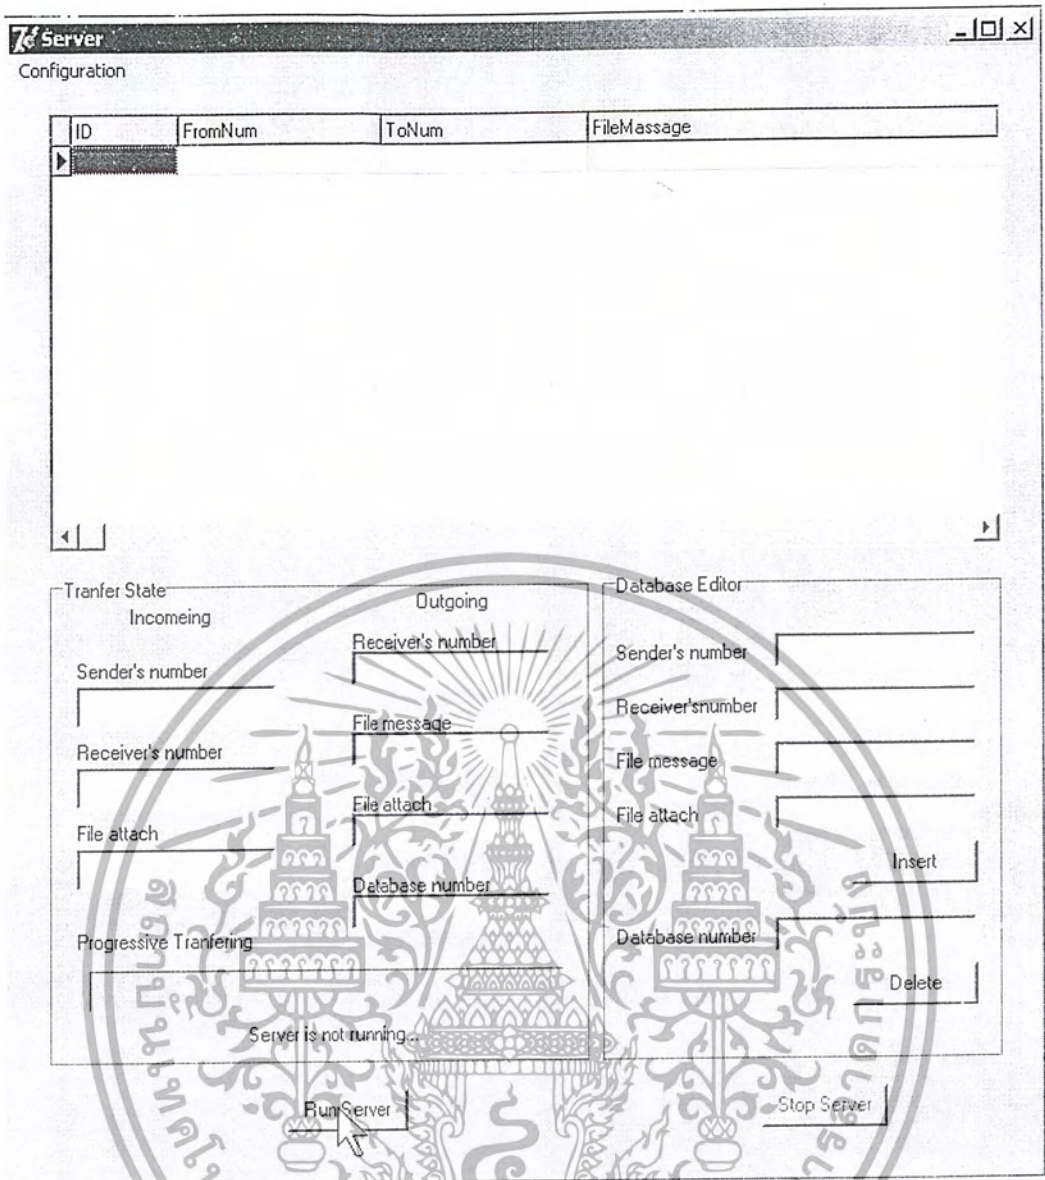 Server
Configuration
ID FromNum ToNum FileMassage
Tranfer State
Incomeing
Sender's number
Receiver's number
File attach
Progressive Tranfering
Outgoing
Receiver's number
File message
File attach
Database number
Server is not running...
Database Editor
Sender's number
Receiver'snumber
File message
File attach
Insert
Database number
Delete
Run Server
Stop Server